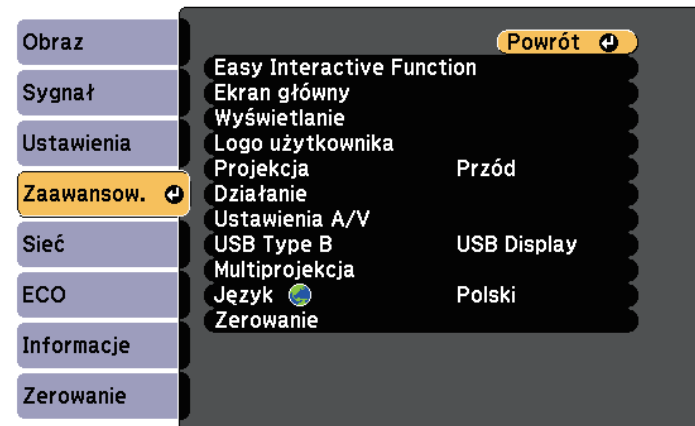 Obraz
Sygnał
Ustawienia
Zaawansow.
Sieć
ECO
Informacje
Zerowanie
Powrót
Easy Interactive Function
Ekran główny
Wyświetlanie
Logo użytkownika
Projekcja Przód
Działanie
Ustawienia A/V
USB Type B USB Display
Multiprojekcja
Język Polski
Zerowanie